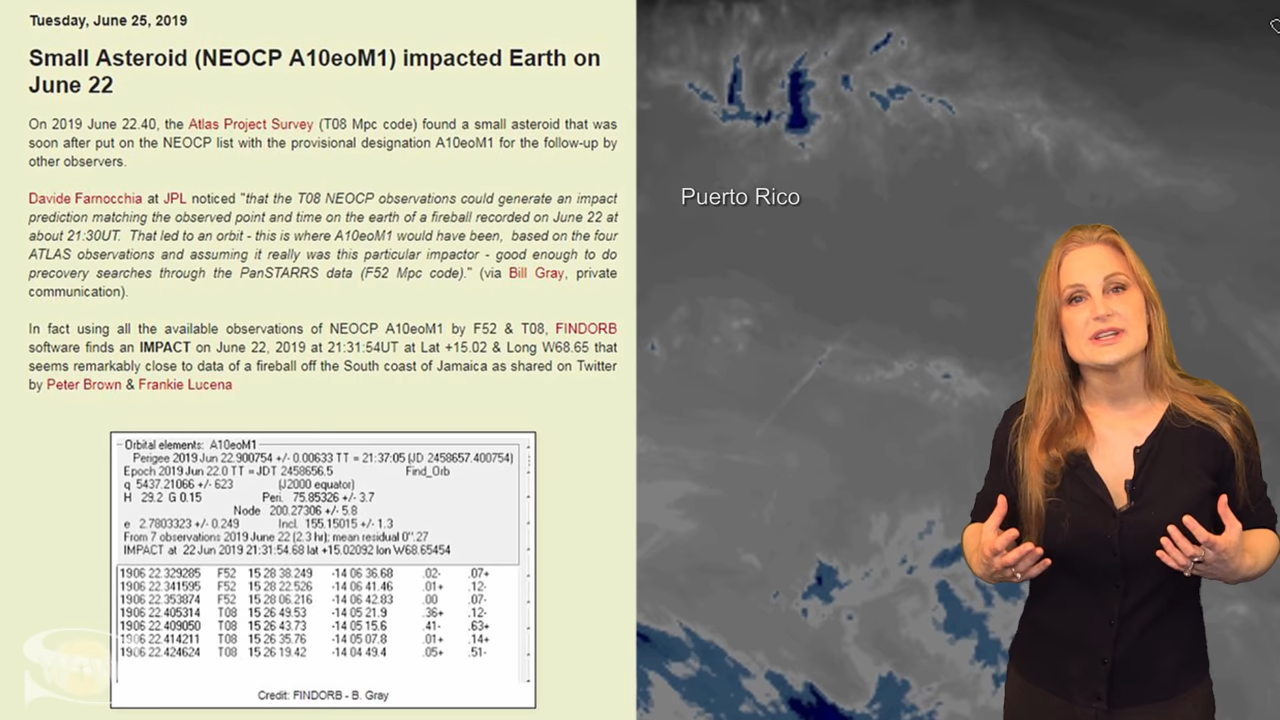 Tuesday, June 25, 2019
Small Asteroid (NEOCP A10eoM1) impacted Earth on
June 22
On 2019 June 22.40, the Atlas Project Survey (T08 Mpc code) found a small asteroid that was
soon after put on the NEOCP list with the provisional designation A10eoM1 for the follow-up by
other observers.
Davide Farnocchia at JPL noticed "that the T08 NEOCP observations could generate an impact
prediction matching the observed point and time on the earth of a fireball recorded on June 22 at
about 21:30UT. That led to an orbit - this is where A10eoM1 would have been, based on the four
ATLAS observations and assuming it really was this particular impactor - good enough to do
precovery searches through the PanSTARRS data (F52 Mpc code)." (via Bill Gray, private
communication).
In fact using all the available observations of NEOCP A10eoM1 by F52 & T08, FINDORB
software finds an IMPACT on June 22, 2019 at 21:31:54UT at Lat +15.02 & Long W68.65 that
seems remarkably close to data of a fireball off the South coast of Jamaica as shared on Twitter
by Peter Brown & Frankie Lucena
Orbital elements: A10eoM1
Perigee 2019 Jun 22.900754 +/- 0.00633 TT = 21:37:05 (JD 2458657.400754)
Epoch 2019 Jun 22.0 TT = JDT 2458656.5 Find_Orb
q 5437.21066 +/- 623 (J2000 equator)
H 29.2 G 0.15 Peri. 75.85326 +/- 3.7
Node 200.27306 +/- 5.8
e 2.7803323 +/- 0.249 Incl. 155.15015 +/- 1.3
From 7 observations 2019 June 22 (2.3 hr); mean residual 0".27
IMPACT at 22 Jun 2019 21:31:54.68 lat +15.02092 lon W68.65454
1906 22.329285 F52 15 28 38.249 -14 06 36.68 .02- .07+
1906 22.341595 F52 15 28 22.526 -14 06 41.46 .01+ .12-
1906 22.353874 F52 15 28 06.216 -14 06 42.83 .00 .07-
1906 22.405314 T08 15 26 49.53 -14 05 21.9 .36+ .12-
1906 22.409050 T08 15 26 43.73 -14 05 15.6 .41- .63+
1906 22.414211 T08 15 26 35.76 -14 05 07.8 .01+ .14+
1906 22.424624 T08 15 26 19.42 -14 04 49.4 .05+ .51-
Credit: FINDORB - B. Gray
Puerto Rico